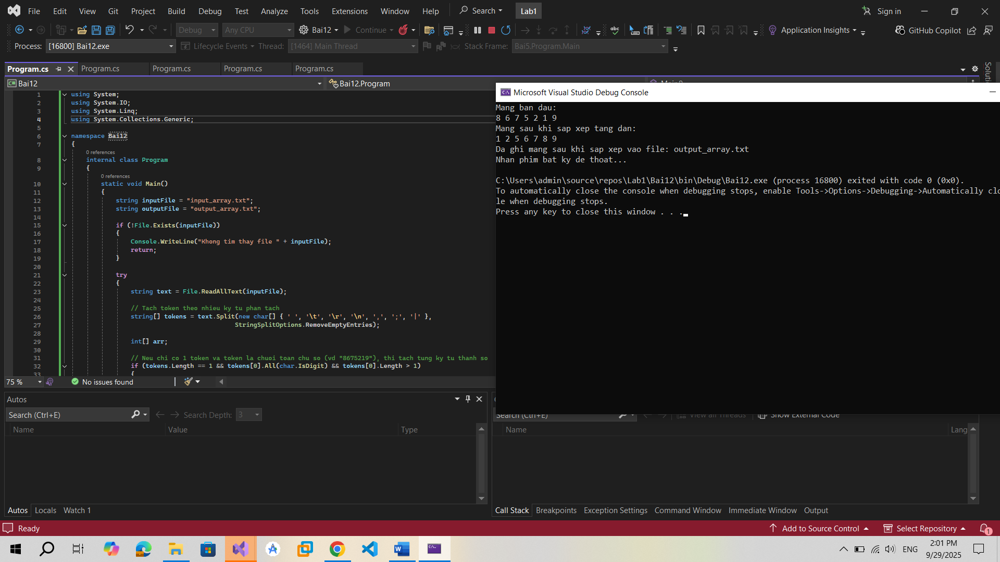 File Edit View Git Project Build Debug Test Analyze Tools Extensions Window Help Search Lab1 Sign in
Debug Any CPU Bai12 Continue abc Application Insights GitHub Copilot
Process: [16800] Bai12.exe Lifecycle Events Thread: [1464] Main Thread Stack Frame: Bai5.Program.Main
Program.cs Program.cs Program.cs Program.cs Program.cs
C# Bai12 Bai12.Program
1 using System;
2 using System.IO;
3 using System.Linq;
4 using System.Collections.Generic;
5
6 namespace Bai12
7 {
0 references
8 internal class Program
9 {
0 references
10 static void Main()
11 {
12 string inputFile = "input_array.txt";
13 string outputFile = "output_array.txt";
14
15 if (!File.Exists(inputFile))
16 {
17 Console.WriteLine("Khong tim thay file " + inputFile);
18 return;
19 }
20
21 try
22 {
23 string text = File.ReadAllText(inputFile);
24
25 // Tach token theo nhieu ky tu phan tach
26 string[] tokens = text.Split(new char[] { ' ', '\t', '\r', '\n', ',', ';', '|' },
27 StringSplitOptions.RemoveEmptyEntries);
28
29 int[] arr;
30
31 // Neu chi co 1 token va token la chuoi toan chu so (vd "8675219"), thi tach tung ky tu thanh so
32 if (tokens.Length == 1 && tokens[0].All(char.IsDigit) && tokens[0].Length > 1)
33 {
75 % No issues found
Microsoft Visual Studio Debug Console
Mang ban dau:
8 6 7 5 2 1 9
Mang sau khi sap xep tang dan:
1 2 5 6 7 8 9
Da ghi mang sau khi sap xep vao file: output_array.txt
Nhan phim bat ky de thoat...
C:\Users\admin\source\repos\Lab1\Bai12\bin\Debug\Bai12.exe (process 16800) exited with code 0 (0x0).
To automatically close the console when debugging stops, enable Tools->Options->Debugging->Automatically clo
le when debugging stops.
Press any key to close this window . . .
Autos
Search (Ctrl+E) Search Depth: 3
Name Value Type
Autos Locals Watch 1
Search (Ctrl+E) View all Threads Show External Code
Name Lang
Call Stack Breakpoints Exception Settings Command Window Immediate Window Output
Ready Add to Source Control Select Repository 1
ENG 2:01 PM
9/29/2025